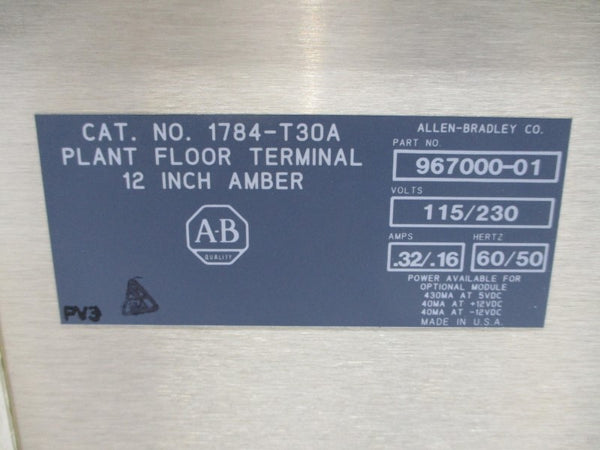 CAT. NO. 1784-T30A
PLANT FLOOR TERMINAL
12 INCH AMBER
A-B
QUALITY
PV3
ALLEN-BRADLEY CO.
PART NO.
967000-01
VOLTS
115/230
AMPS HERTZ
.32/.16 60/50
POWER AVAILABLE FOR
OPTIONAL MODULE
430MA AT 5VDC
40MA AT +12VDC
40MA AT -12VDC
MADE IN U.S.A.